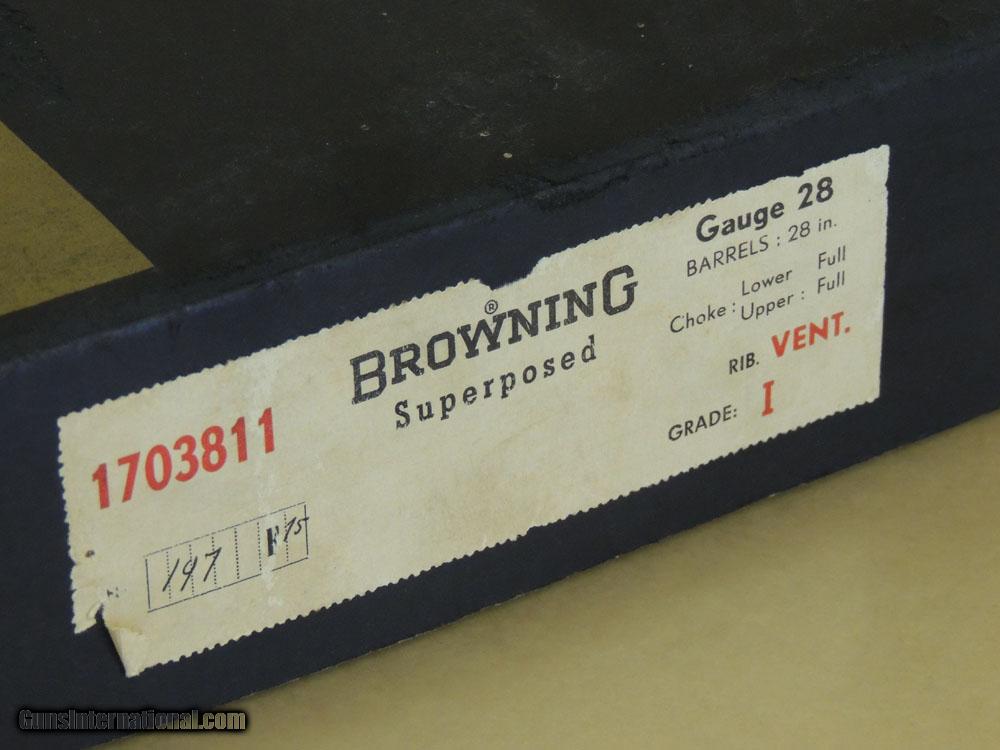 Gauge 28
BARRELS : 28 in.
Choke : Lower Full
Upper : Full
RIB. VENT.
GRADE: I
BROWNING®
Superposed
1703811
197 F75
GunsInternational.com